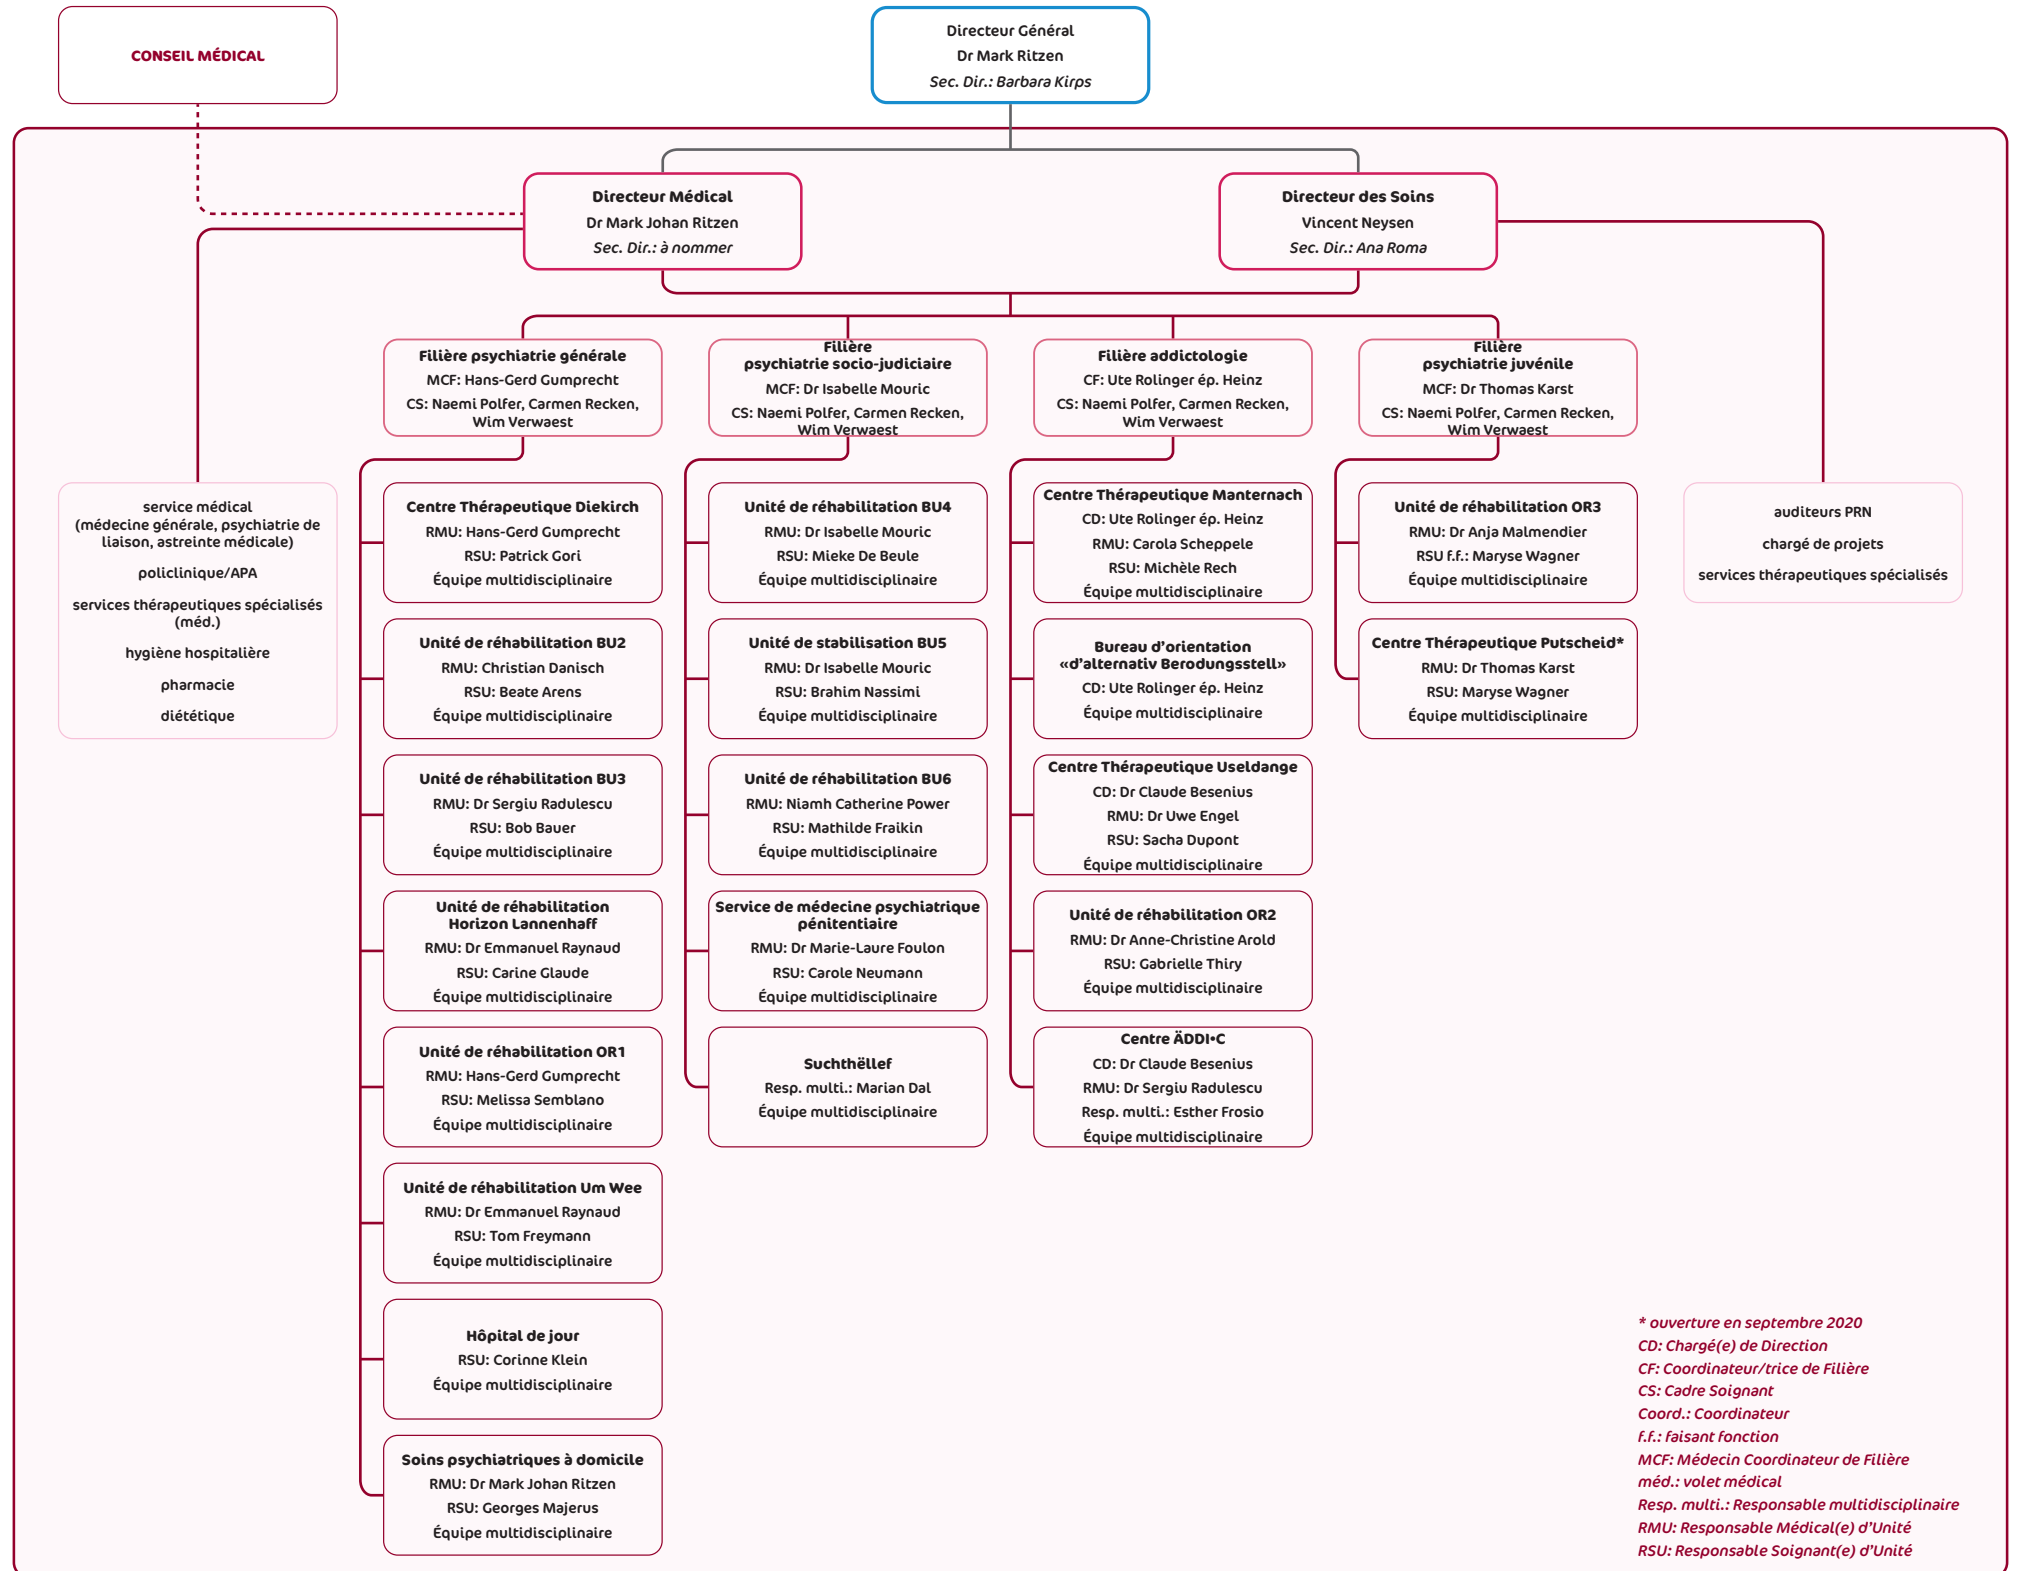 CONSEIL MÉDICAL
Directeur Général
Dr Mark Ritzen
Sec. Dir.: Barbara Kirps
Directeur Médical
Dr Mark Johan Ritzen
Sec. Dir.: à nommer
Directeur des Soins
Vincent Neysen
Sec. Dir.: Ana Roma
Filière psychiatrie générale
MCF: Hans-Gerd Gumprecht
CS: Naemi Polfer, Carmen Recken,
Wim Verwaest
Filière
psychiatrie socio-judiciaire
MCF: Dr Isabelle Mouric
CS: Naemi Polfer, Carmen Recken,
Wim Verwaest
Filière addictologie
CF: Ute Rolinger ép. Heinz
CS: Naemi Polfer, Carmen Recken,
Wim Verwaest
Filière
psychiatrie juvénile
MCF: Dr Thomas Karst
CS: Naemi Polfer, Carmen Recken,
Wim Verwaest
service médical
(médecine générale, psychiatrie de
liaison, astreinte médicale)
policlinique/APA
services thérapeutiques spécialisés
(méd.)
hygiène hospitalière
pharmacie
diététique
Centre Thérapeutique Diekirch
RMU: Hans-Gerd Gumprecht
RSU: Patrick Gori
Équipe multidisciplinaire
Unité de réhabilitation BU2
RMU: Christian Danisch
RSU: Beate Arens
Équipe multidisciplinaire
Unité de réhabilitation BU3
RMU: Dr Sergiu Radulescu
RSU: Bob Bauer
Équipe multidisciplinaire
Unité de réhabilitation
Horizon Lannenhaff
RMU: Dr Emmanuel Raynaud
RSU: Carine Glaude
Équipe multidisciplinaire
Unité de réhabilitation OR1
RMU: Hans-Gerd Gumprecht
RSU: Melissa Semblano
Équipe multidisciplinaire
Unité de réhabilitation Um Wee
RMU: Dr Emmanuel Raynaud
RSU: Tom Freymann
Équipe multidisciplinaire
Hôpital de jour
RSU: Corinne Klein
Équipe multidisciplinaire
Soins psychiatriques à domicile
RMU: Dr Mark Johan Ritzen
RSU: Georges Majerus
Équipe multidisciplinaire
Unité de réhabilitation BU4
RMU: Dr Isabelle Mouric
RSU: Mieke De Beule
Équipe multidisciplinaire
Unité de stabilisation BU5
RMU: Dr Isabelle Mouric
RSU: Brahim Nassimi
Équipe multidisciplinaire
Unité de réhabilitation BU6
RMU: Niamh Catherine Power
RSU: Mathilde Fraikin
Équipe multidisciplinaire
Service de médecine psychiatrique
pénitentiaire
RMU: Dr Marie-Laure Foulon
RSU: Carole Neumann
Équipe multidisciplinaire
Suchthëllef
Resp. multi.: Marian Dal
Équipe multidisciplinaire
Centre Thérapeutique Manternach
CD: Ute Rolinger ép. Heinz
RMU: Carola Scheppele
RSU: Michèle Rech
Équipe multidisciplinaire
Bureau d'orientation
«d'alternativ Berodungsstell»
CD: Ute Rolinger ép. Heinz
Équipe multidisciplinaire
Centre Thérapeutique Useldange
CD: Dr Claude Besenius
RMU: Dr Uwe Engel
RSU: Sacha Dupont
Équipe multidisciplinaire
Unité de réhabilitation OR2
RMU: Dr Anne-Christine Arold
RSU: Gabrielle Thiry
Équipe multidisciplinaire
Centre ÄDDI•C
CD: Dr Claude Besenius
RMU: Dr Sergiu Radulescu
Resp. multi.: Esther Frosio
Équipe multidisciplinaire
Unité de réhabilitation OR3
RMU: Dr Anja Malmendier
RSU f.f.: Maryse Wagner
Équipe multidisciplinaire
Centre Thérapeutique Putscheid*
RMU: Dr Thomas Karst
RSU: Maryse Wagner
Équipe multidisciplinaire
auditeurs PRN
chargé de projets
services thérapeutiques spécialisés
* ouverture en septembre 2020
CD: Chargé(e) de Direction
CF: Coordinateur/trice de Filière
CS: Cadre Soignant
Coord.: Coordinateur
f.f.: faisant fonction
MCF: Médecin Coordinateur de Filière
méd.: volet médical
Resp. multi.: Responsable multidisciplinaire
RMU: Responsable Médical(e) d'Unité
RSU: Responsable Soignant(e) d'Unité